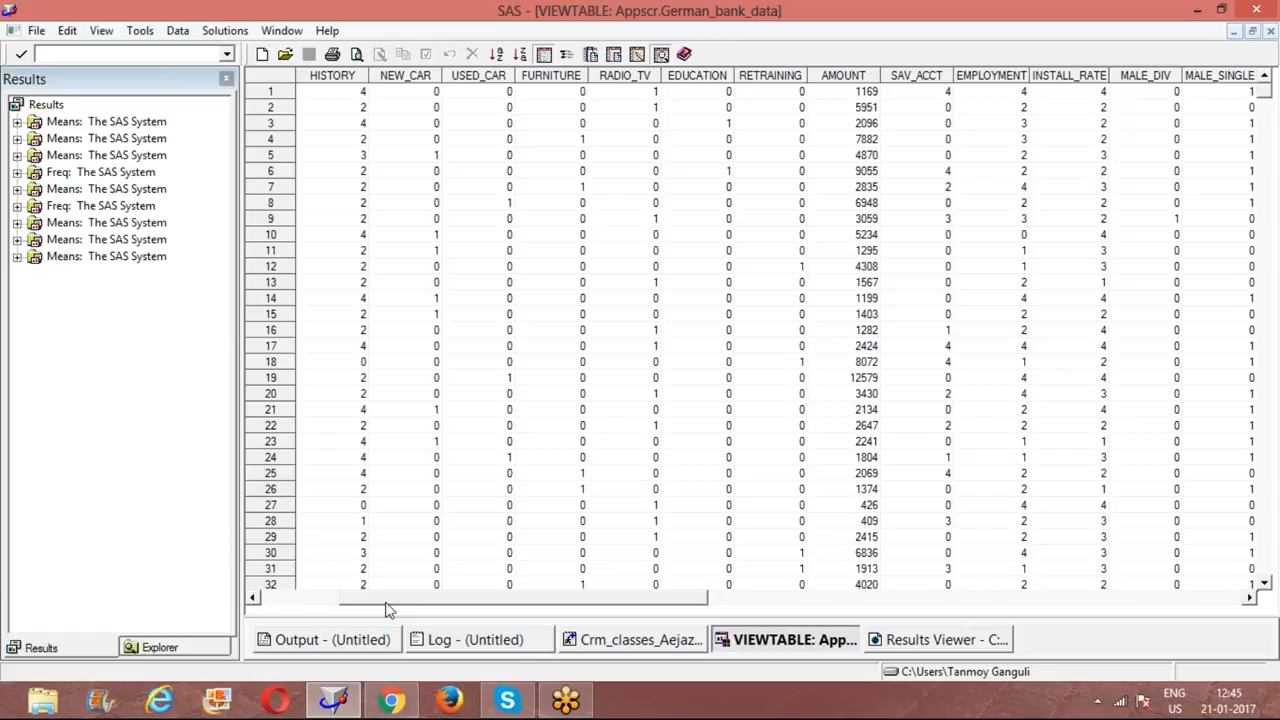 SAS - [VIEWTABLE: Appscr.German_bank_data]
File Edit View Tools Data Solutions Window Help
Results
Results
Means: The SAS System
Means: The SAS System
Means: The SAS System
Freq: The SAS System
Means: The SAS System
Freq: The SAS System
Means: The SAS System
Means: The SAS System
Means: The SAS System
HISTORY NEW_CAR USED_CAR FURNITURE RADIO_TV EDUCATION RETRAINING AMOUNT SAV_ACCT EMPLOYMENT INSTALL_RATE MALE_DIV MALE_SINGLE
1 4 0 0 0 1 0 0 1169 4 4 4 0 1
2 2 0 0 0 1 0 0 5951 0 2 2 0 0
3 4 0 0 0 0 1 0 2096 0 3 2 0 1
4 2 0 0 1 0 0 0 7882 0 3 2 0 1
5 3 1 0 0 0 0 0 4870 0 2 3 0 1
6 2 0 0 0 0 1 0 9055 4 2 2 0 1
7 2 0 0 1 0 0 0 2835 2 4 3 0 1
8 2 0 1 0 0 0 0 6948 0 2 2 0 1
9 2 0 0 0 1 0 0 3059 3 3 2 1 0
10 4 1 0 0 0 0 0 5234 0 0 4 0 0
11 2 1 0 0 0 0 0 1295 0 1 3 0 0
12 2 0 0 0 0 0 1 4308 0 1 3 0 0
13 2 0 0 0 1 0 0 1567 0 2 1 0 0
14 4 1 0 0 0 0 0 1199 0 4 4 0 1
15 2 1 0 0 0 0 0 1403 0 2 2 0 0
16 2 0 0 0 1 0 0 1282 1 2 4 0 0
17 4 0 0 0 1 0 0 2424 4 4 4 0 1
18 0 0 0 0 0 0 1 8072 4 1 2 0 1
19 2 0 1 0 0 0 0 12579 0 4 4 0 0
20 2 0 0 0 1 0 0 3430 2 4 3 0 1
21 4 1 0 0 0 0 0 2134 0 2 4 0 1
22 2 0 0 0 1 0 0 2647 2 2 2 0 1
23 4 1 0 0 0 0 0 2241 0 1 1 0 1
24 4 0 1 0 0 0 0 1804 1 1 3 0 1
25 4 0 0 1 0 0 0 2069 4 2 2 0 0
26 2 0 0 1 0 0 0 1374 0 2 1 0 1
27 0 0 0 0 1 0 0 426 0 4 4 0 0
28 1 0 0 0 1 0 0 409 3 2 3 0 0
29 2 0 0 0 1 0 0 2415 0 2 3 0 1
30 3 0 0 0 0 0 1 6836 0 4 3 0 1
31 2 0 0 0 0 0 1 1913 3 1 3 0 0
32 2 0 0 1 0 0 0 4020 0 2 2 0 1
Results Explorer
Output - (Untitled) Log - (Untitled) Crm_classes_Aejaz... VIEWTABLE: App... Results Viewer - C:...
C:\Users\Tanmoy Ganguli
ENG 12:45
US 21-01-2017